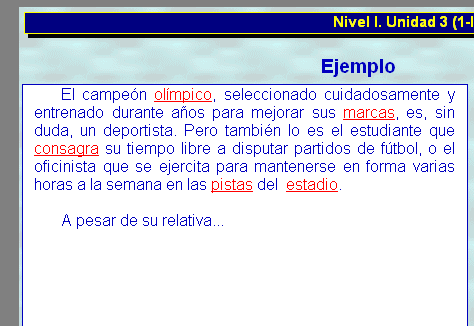 Nivel I. Unidad 3 (1-
Ejemplo
El campeón olímpico, seleccionado cuidadosamente y
entrenado durante años para mejorar sus marcas, es, sin
duda, un deportista. Pero también lo es el estudiante que
consagra su tiempo libre a disputar partidos de fútbol, o el
oficinista que se ejercita para mantenerse en forma varias
horas a la semana en las pistas del estadio.
A pesar de su relativa...